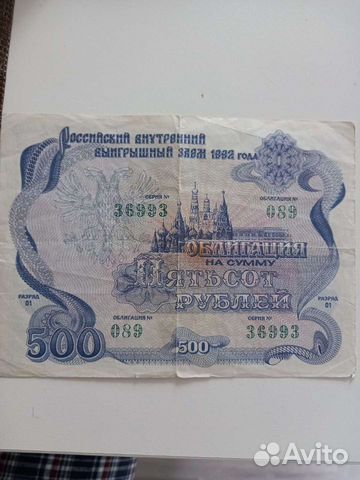 Российский внутренний
выигрышный заем 1992 года
СЕРИЯ № ОБЛИГАЦИЯ №
36993 089
ОБЛИГАЦИЯ
НА СУММУ
Пятьсот
рублей
РАЗРЯД 01 РАЗРЯД 01
ОБЛИГАЦИЯ № СЕРИЯ №
500 089 500 36993
Avito